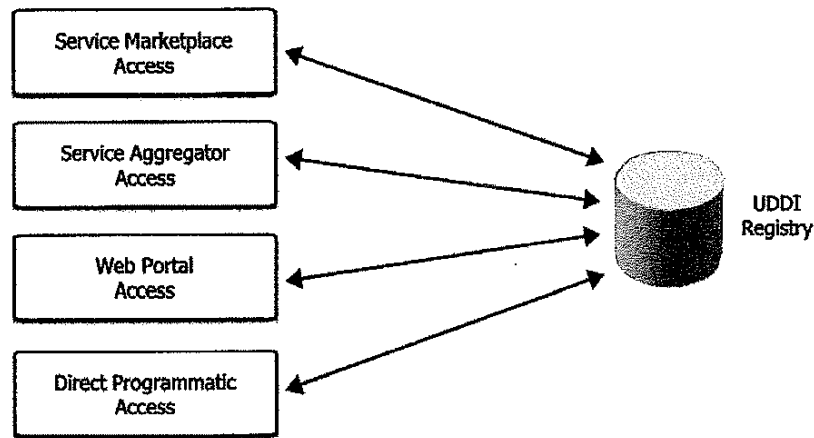 Service Marketplace
Access
Service Aggregator
Access
Web Portal
Access
Direct Programmatic
Access
UDDI
Registry